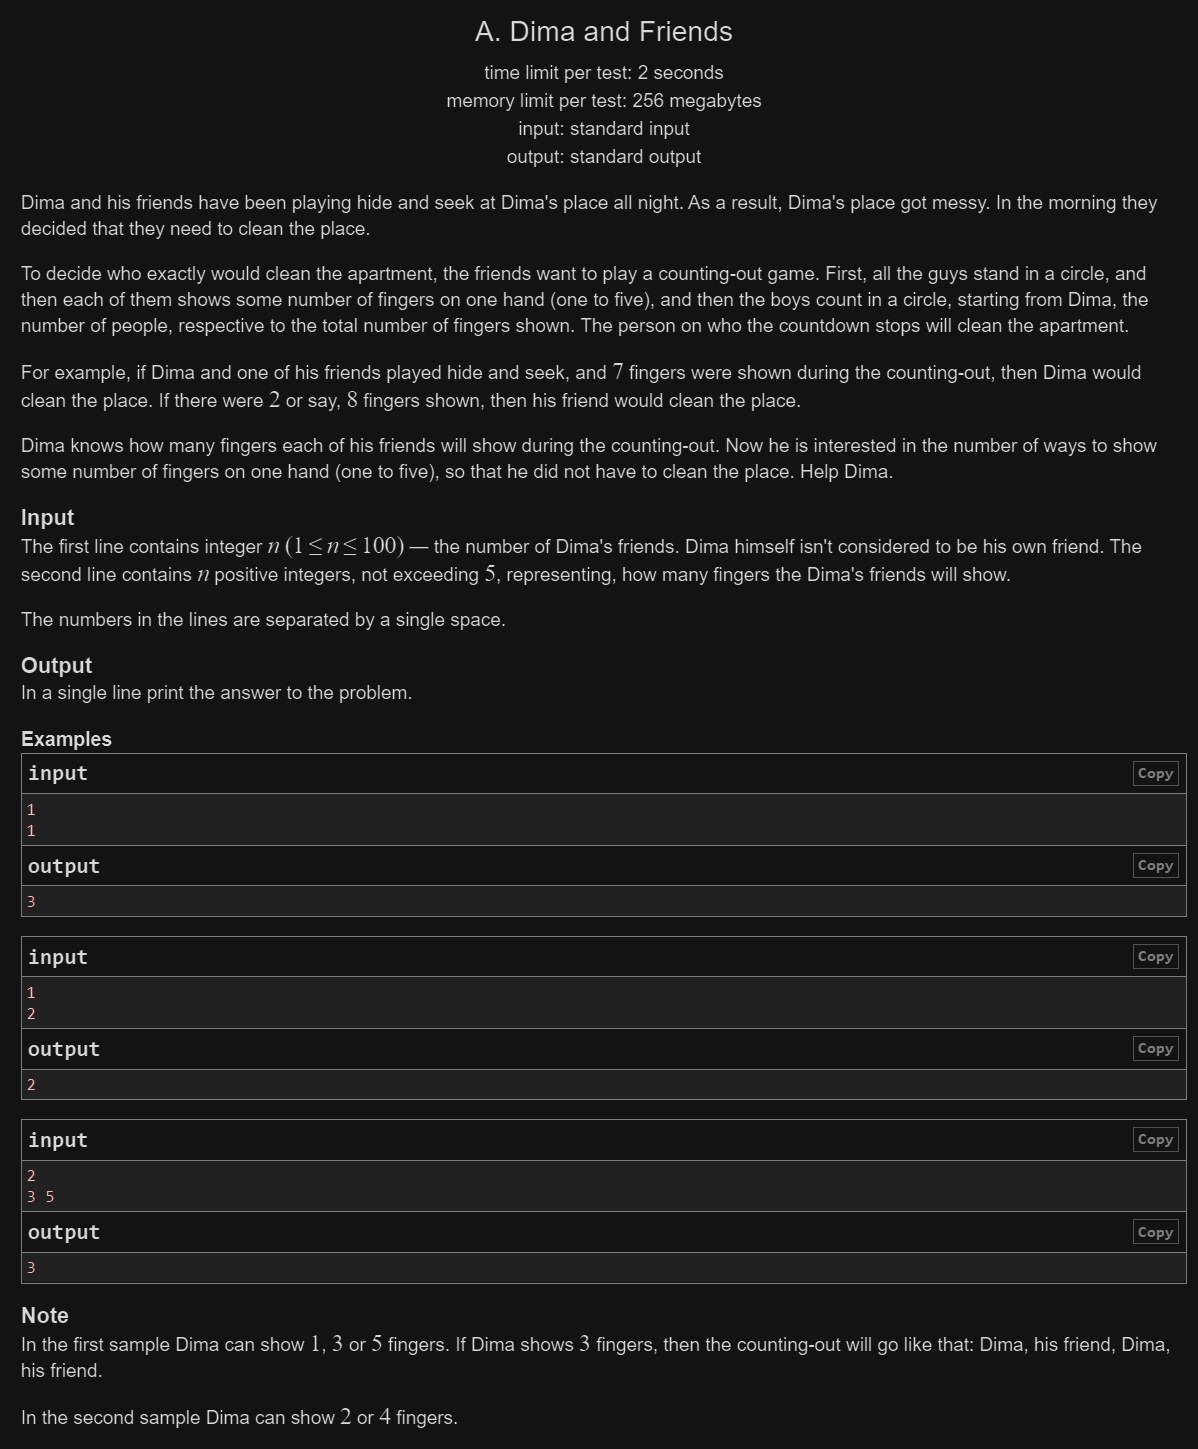 A. Dima and Friends
time limit per test: 2 seconds
memory limit per test: 256 megabytes
input: standard input
output: standard output
Dima and his friends have been playing hide and seek at Dima's place all night. As a result, Dima's place got messy. In the morning they
decided that they need to clean the place.
To decide who exactly would clean the apartment, the friends want to play a counting-out game. First, all the guys stand in a circle, and
then each of them shows some number of fingers on one hand (one to five), and then the boys count in a circle, starting from Dima, the
number of people, respective to the total number of fingers shown. The person on who the countdown stops will clean the apartment.
For example, if Dima and one of his friends played hide and seek, and 7 fingers were shown during the counting-out, then Dima would
clean the place. If there were 2 or say, 8 fingers shown, then his friend would clean the place.
Dima knows how many fingers each of his friends will show during the counting-out. Now he is interested in the number of ways to show
some number of fingers on one hand (one to five), so that he did not have to clean the place. Help Dima.
Input
The first line contains integer n (1 ≤ n ≤ 100) — the number of Dima's friends. Dima himself isn't considered to be his own friend. The
second line contains n positive integers, not exceeding 5, representing, how many fingers the Dima's friends will show.
The numbers in the lines are separated by a single space.
Output
In a single line print the answer to the problem.
Examples
input Copy
1
1
output Copy
3
input Copy
1
2
output Copy
2
input Copy
2
3 5
output Copy
3
Note
In the first sample Dima can show 1, 3 or 5 fingers. If Dima shows 3 fingers, then the counting-out will go like that: Dima, his friend, Dima,
his friend.
In the second sample Dima can show 2 or 4 fingers.